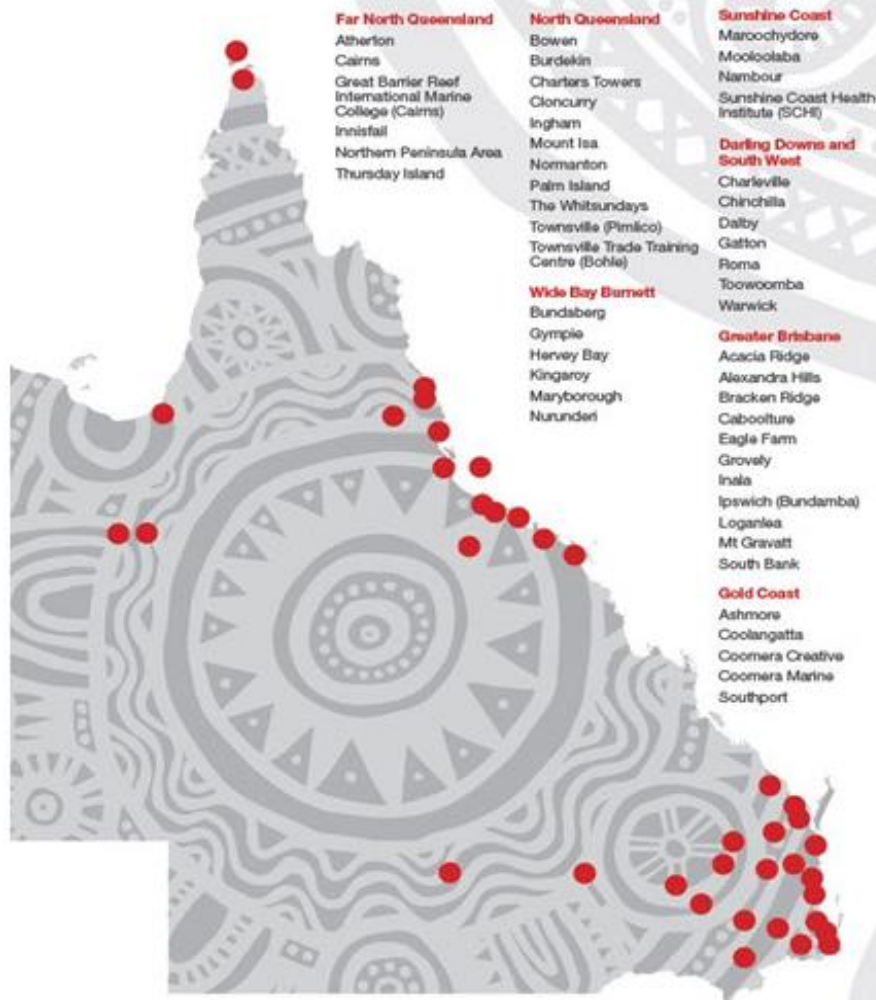 Far North Queensland
Atherton
Cairns
Great Barrier Reef
International Marine
College (Cairns)
Innisfail
Northern Peninsula Area
Thursday Island
North Queensland
Bowen
Burdekin
Charters Towers
Cloncurry
Ingham
Mount Isa
Normanton
Palm Island
The Whitsundays
Townsville (Pimlico)
Townsville Trade Training
Centre (Bohle)
Wide Bay Burnett
Bundaberg
Gympie
Hervey Bay
Kingaroy
Maryborough
Nurunderi
Sunshine Coast
Maroochydore
Mooloolaba
Nambour
Sunshine Coast Health
Institute (SCHI)
Darling Downs and
South West
Charleville
Chinchilla
Dalby
Gatton
Roma
Toowoomba
Warwick
Greater Brisbane
Acacia Ridge
Alexandra Hills
Bracken Ridge
Caboolture
Eagle Farm
Grovely
Inala
Ipswich (Bundamba)
Loganlea
Mt Gravatt
South Bank
Gold Coast
Ashmore
Coolangatta
Coomera Creative
Coomera Marine
Southport